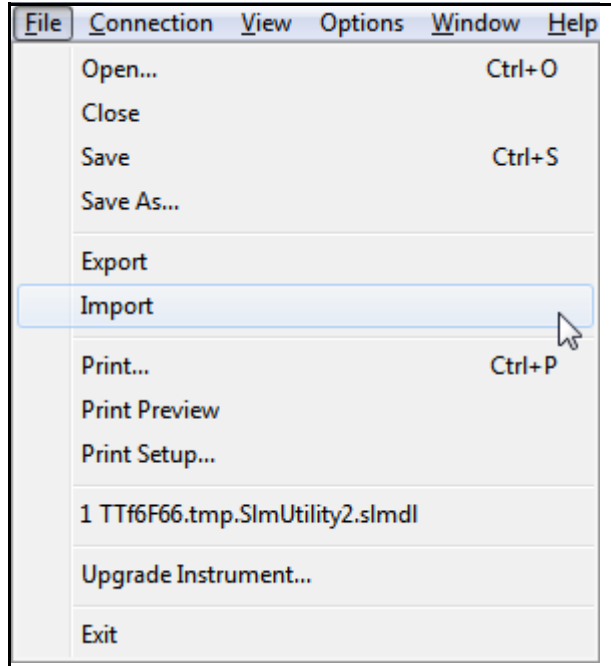 File Connection View Options Window Help
Open... Ctrl+O
Close
Save Ctrl+S
Save As...
Export
Import
Print... Ctrl+P
Print Preview
Print Setup...
1 TTf6F66.tmp.SlmUtility2.slmdl
Upgrade Instrument...
Exit